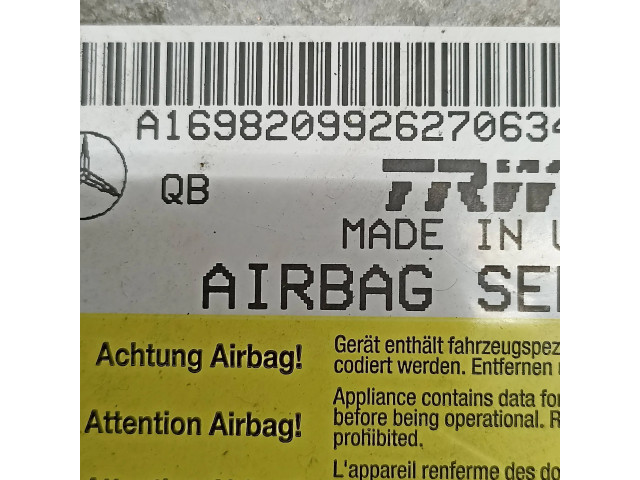 A1698209926270634
QB
TRW
MADE IN
AIRBAG
Achtung Airbag!
Gerät enthält
codiert werden. Entfernen
Attention Airbag!
Appliance contains data for
before being operational.
prohibited.
L'appareil renferme des